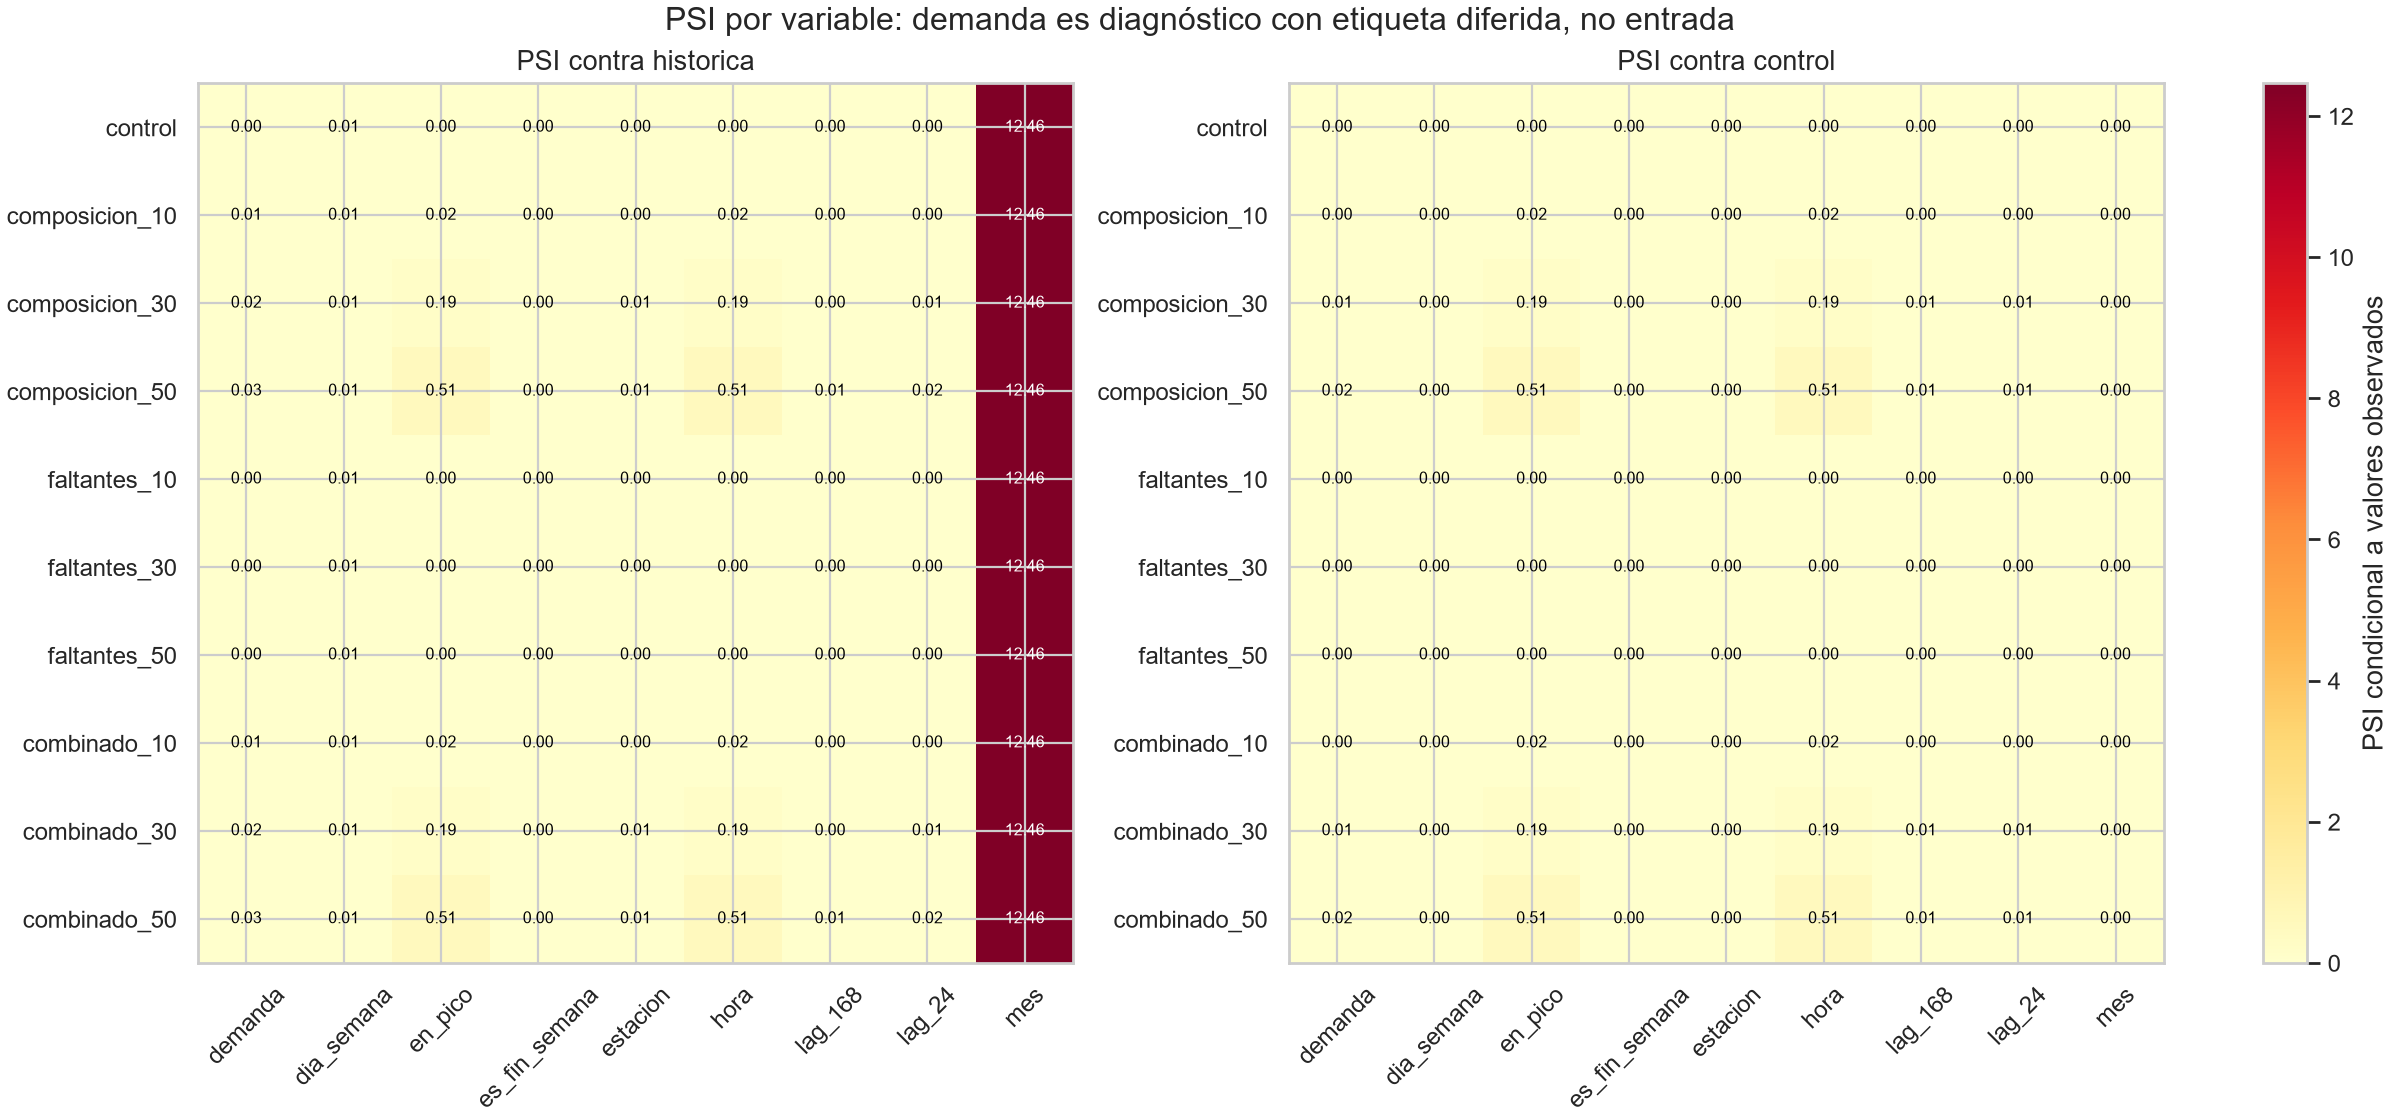 PSI por variable: demanda es diagnóstico con etiqueta diferida, no entrada
PSI contra historica
control 0.00 0.01 0.00 0.00 0.00 0.00 0.00 0.00 12.46
composicion_10 0.01 0.01 0.02 0.00 0.00 0.02 0.00 0.00 12.46
composicion_30 0.02 0.01 0.19 0.00 0.01 0.19 0.00 0.01 12.46
composicion_50 0.03 0.01 0.51 0.00 0.01 0.51 0.01 0.02 12.46
faltantes_10 0.00 0.01 0.00 0.00 0.00 0.00 0.00 0.00 12.46
faltantes_30 0.00 0.01 0.00 0.00 0.00 0.00 0.00 0.00 12.46
faltantes_50 0.00 0.01 0.00 0.00 0.00 0.00 0.00 0.00 12.46
combinado_10 0.01 0.01 0.02 0.00 0.00 0.02 0.00 0.00 12.46
combinado_30 0.02 0.01 0.19 0.00 0.01 0.19 0.00 0.01 12.46
combinado_50 0.03 0.01 0.51 0.00 0.01 0.51 0.01 0.02 12.46
demanda dia_semana en_pico es_fin_semana estacion hora lag_168 lag_24 mes
PSI contra control
control 0.00 0.00 0.00 0.00 0.00 0.00 0.00 0.00 0.00
composicion_10 0.00 0.00 0.02 0.00 0.00 0.02 0.00 0.00 0.00
composicion_30 0.01 0.00 0.19 0.00 0.00 0.19 0.01 0.01 0.00
composicion_50 0.02 0.00 0.51 0.00 0.00 0.51 0.01 0.01 0.00
faltantes_10 0.00 0.00 0.00 0.00 0.00 0.00 0.00 0.00 0.00
faltantes_30 0.00 0.00 0.00 0.00 0.00 0.00 0.00 0.00 0.00
faltantes_50 0.00 0.00 0.00 0.00 0.00 0.00 0.00 0.00 0.00
combinado_10 0.00 0.00 0.02 0.00 0.00 0.02 0.00 0.00 0.00
combinado_30 0.01 0.00 0.19 0.00 0.00 0.19 0.01 0.01 0.00
combinado_50 0.02 0.00 0.51 0.00 0.00 0.51 0.01 0.01 0.00
demanda dia_semana en_pico es_fin_semana estacion hora lag_168 lag_24 mes
12
10
8
6
4
2
0
PSI condicional a valores observados